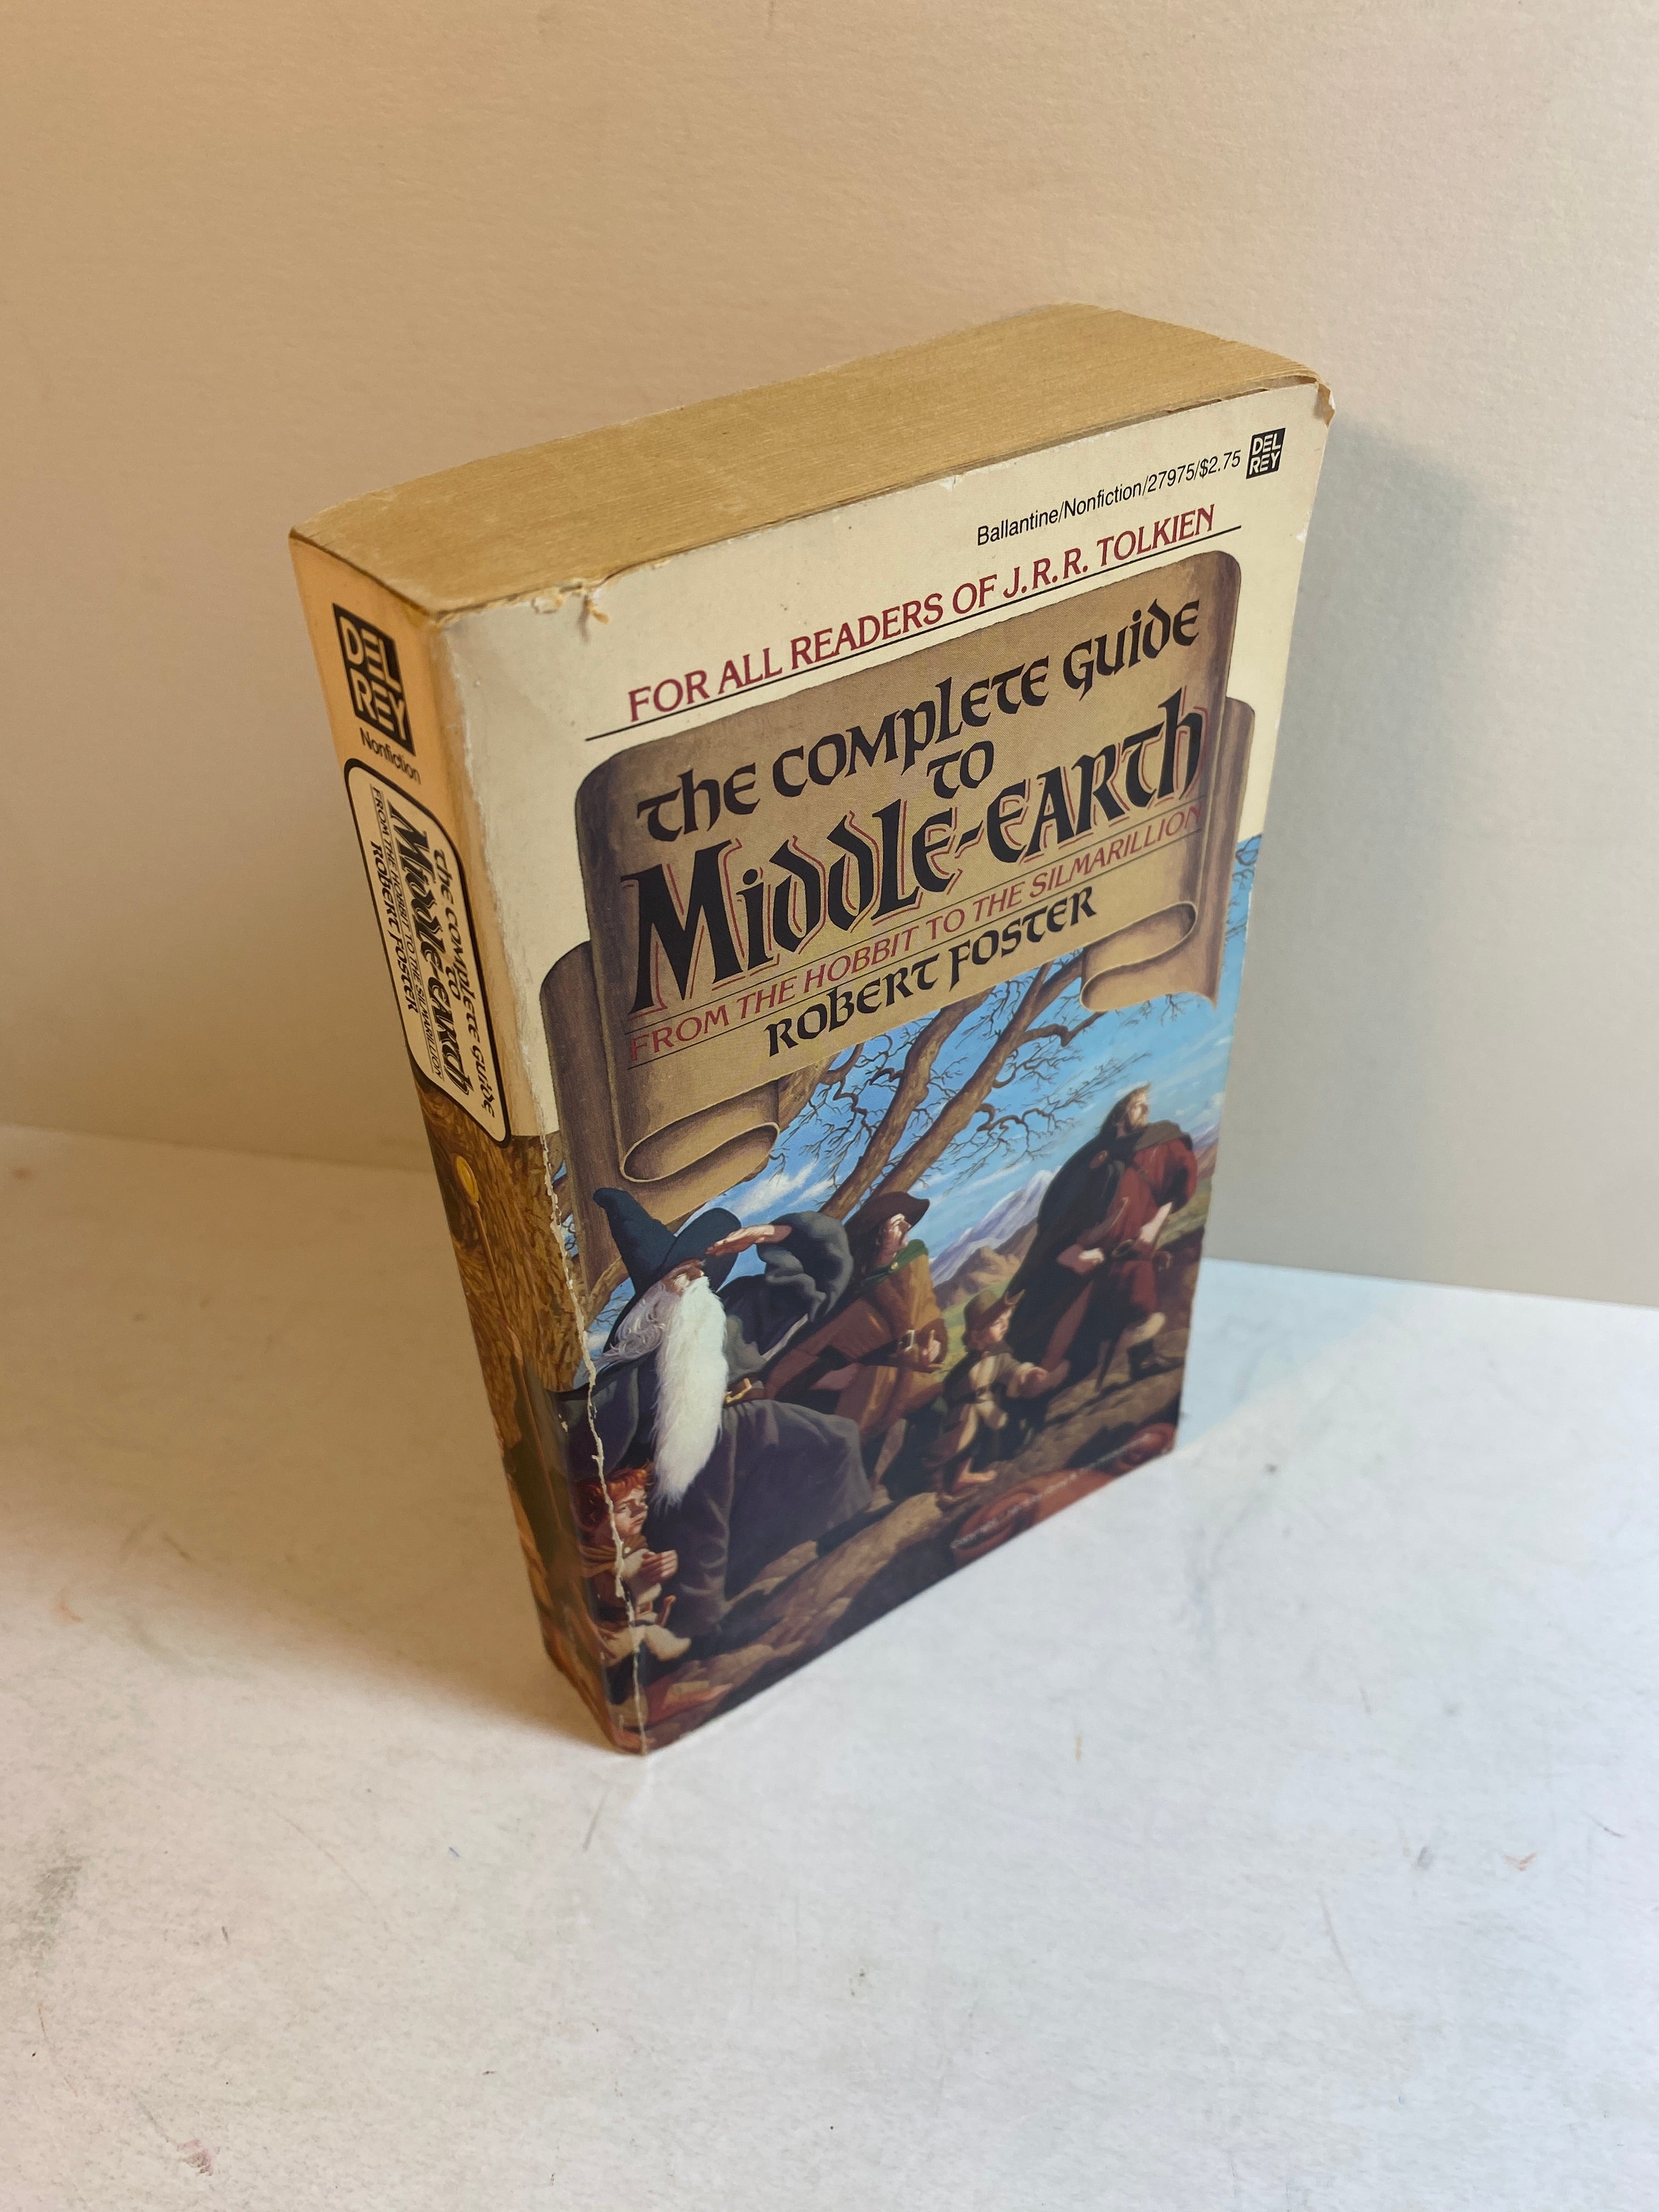 Ballantine/Nonfiction/27975/$2.75
DEL
REY
FOR ALL READERS OF J.R.R. TOLKIEN
the COMPLETE GUIDE
TO
MIDDLE-EARTH
FROM THE HOBBIT TO THE SILMARILLION
ROBERT FOSTER
DEL
REY
Nonfiction
the COMPLETE GUIDE
TO
MIDDLE-EARTH
FROM THE HOBBIT TO THE SILMARILLION
ROBERT FOSTER